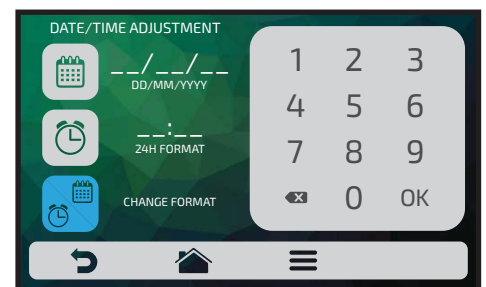 DATE/TIME ADJUSTMENT
__/__/__
DD/MM/YYYY
__:__
24H FORMAT
CHANGE FORMAT
1 2 3
4 5 6
7 8 9
0 OK